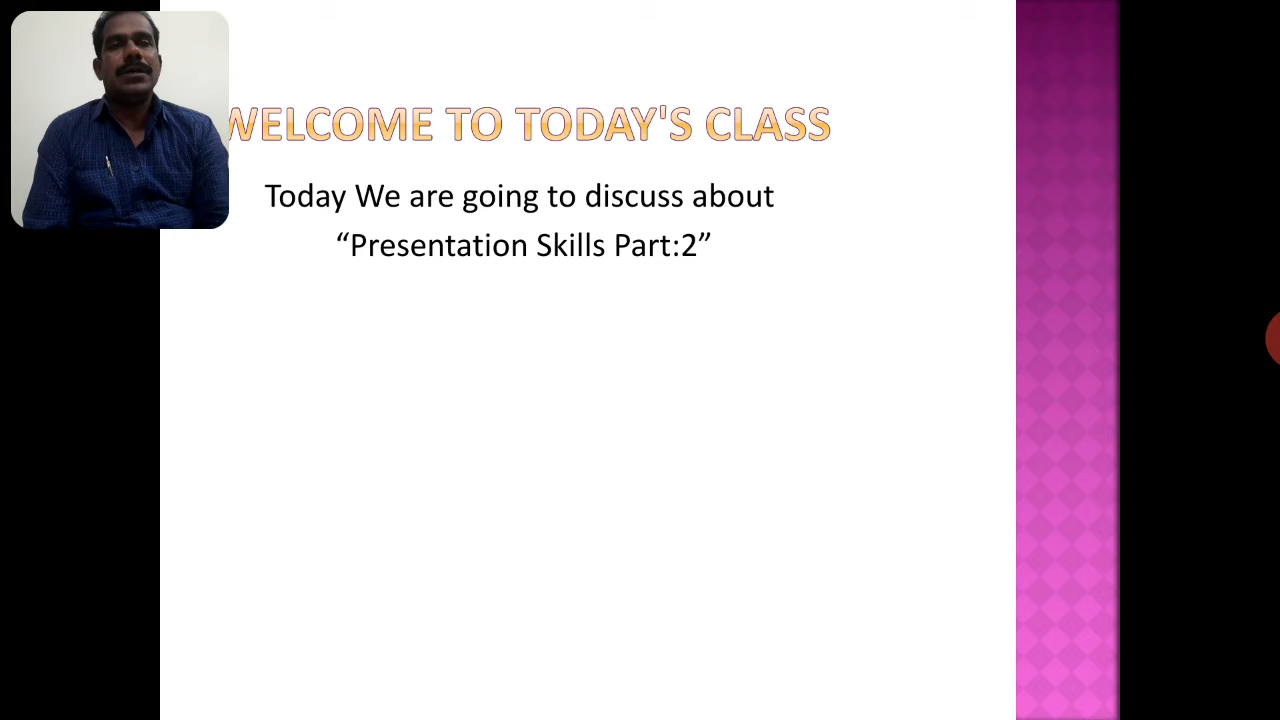 WELCOME TO TODAY'S CLASS
Today We are going to discuss about
“Presentation Skills Part:2”